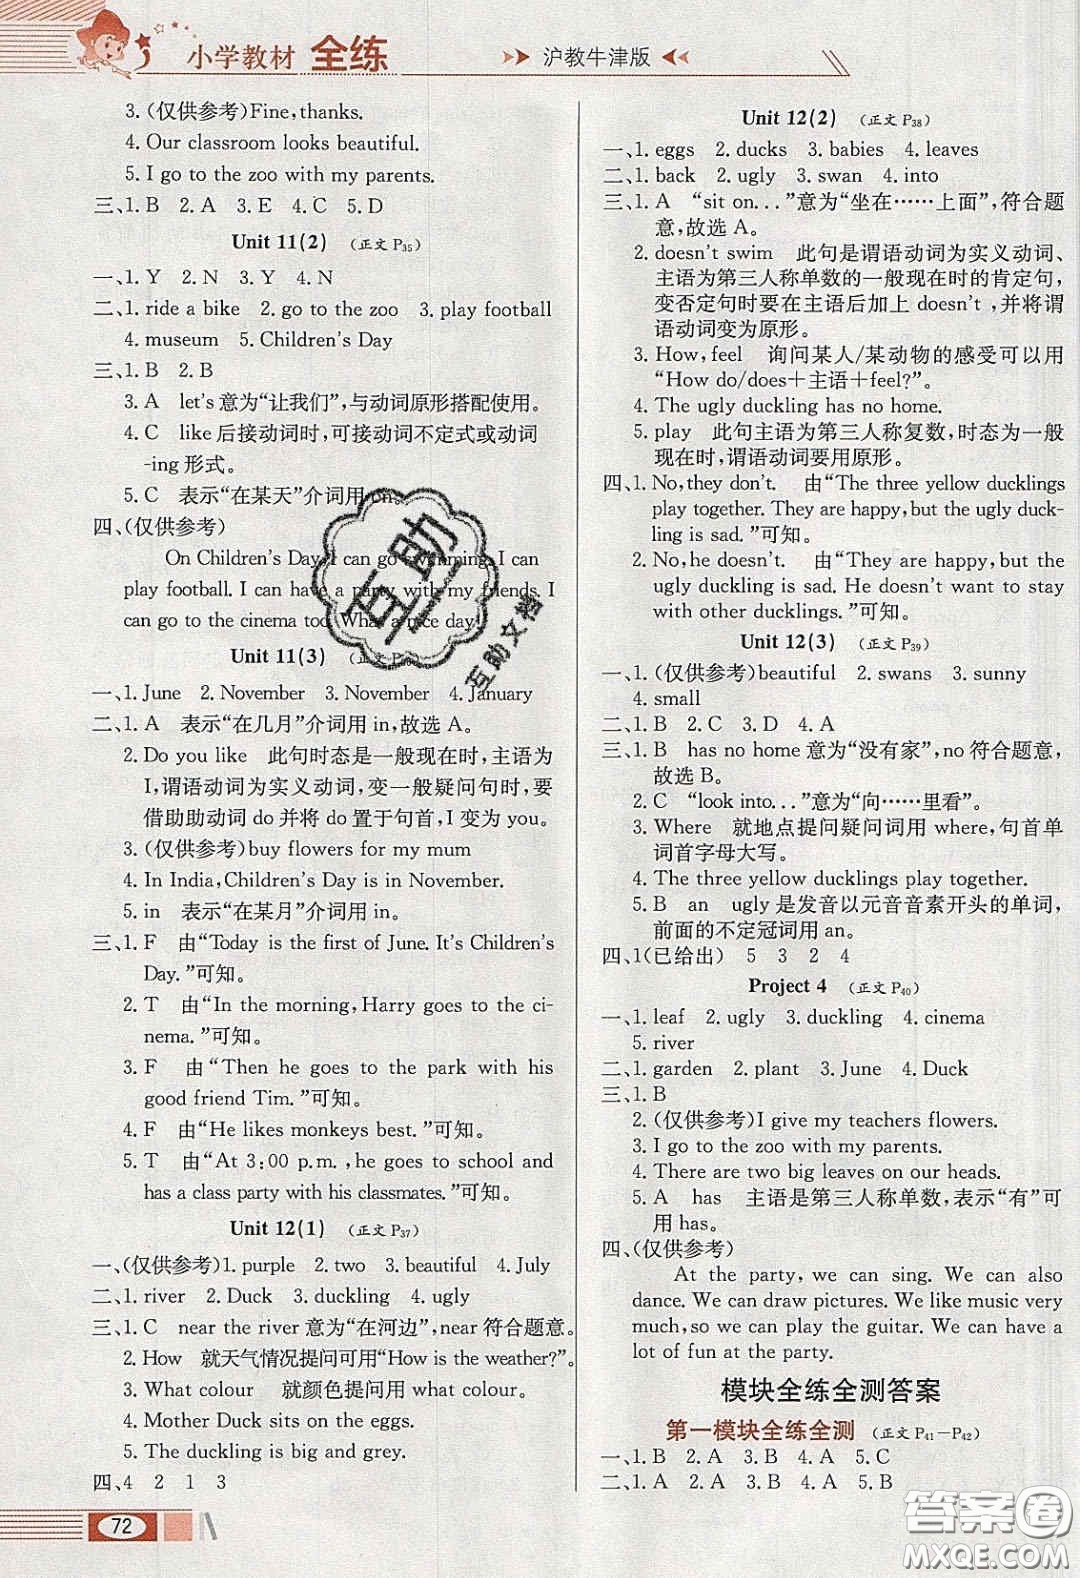 小学教材 全练
沪教牛津版
3. (仅供参考)Fine,thanks.
4. Our classroom looks beautiful.
5. I go to the zoo with my parents.
三、1. B 2. A 3. E 4. C 5. D
Unit 11(2) (正文 P35)
一、1. Y 2. N 3. Y 4. N
二、1. ride a bike 2. go to the zoo 3. play football
4. museum 5. Children's Day
三、1. B 2. B
3. A let's 意为“让我们”,与动词原形搭配使用。
4. C like 后接动词时,可接动词不定式或动词
-ing 形式。
5. C 表示“在某天”介词用 on。
四、(仅供参考)
On Children's Day, I can go swimming. I can
play football. I can have a party with my friends. I
can go to the cinema too. What a nice day!
Unit 11(3) (正文 P
一、1. June 2. November 3. November 4. January
二、1. A 表示“在几月”介词用 in,故选 A。
2. Do you like 此句时态是一般现在时,主语为
I,谓语动词为实义动词,变一般疑问句时,要
借助助动词 do 并将 do 置于句首,I 变为 you。
3. (仅供参考)buy flowers for my mum
4. In India,Children's Day is in November.
5. in 表示“在某月”介词用 in。
三、1. F 由“Today is the first of June. It's Children's
Day.”可知。
2. T 由“In the morning,Harry goes to the ci-
nema.”可知。
3. F 由“Then he goes to the park with his
good friend Tim.”可知。
4. F 由“He likes monkeys best.”可知。
5. T 由“At 3:00 p.m.,he goes to school and
has a class party with his classmates.”可知。
Unit 12(1) (正文 P37)
一、(仅供参考)1. purple 2. two 3. beautiful 4. July
二、1. river 2. Duck 3. duckling 4. ugly
三、1. C near the river 意为“在河边”,near 符合题意。
2. How 就天气情况提问可用“How is the weather?”。
3. What colour 就颜色提问用 what colour.
4. Mother Duck sits on the eggs.
5. The duckling is big and grey.
四、4 2 1 3
72
Unit 12(2) (正文 P38)
一、1. eggs 2. ducks 3. babies 4. leaves
二、1. back 2. ugly 3. swan 4. into
三、1. A “sit on...”意为“坐在……上面”,符合题
意,故选 A。
2. doesn't swim 此句是谓语动词为实义动词、
主语为第三人称单数的一般现在时的肯定句,
变否定句时要在主语后加上 doesn't ,并将谓
语动词变为原形。
3. How,feel 询问某人/某动物的感受可以用
“How do/does+主语+feel?”。
4. The ugly duckling has no home.
5. play 此句主语为第三人称复数,时态为一般
现在时,谓语动词要用原形。
四、1. No,they don't. 由“The three yellow ducklings
play together. They are happy,but the ugly duck-
ling is sad.”可知。
2. No,he doesn't. 由“They are happy,but the
ugly duckling is sad. He doesn't want to stay
with other ducklings.”可知。
Unit 12(3) (正文 P39)
一、1. (仅供参考)beautiful 2. swans 3. sunny
4. small
二、1. B 2. C 3. D 4. A
三、1. B has no home 意为“没有家”,no 符合题意,
故选 B。
2. C “look into...”意为“向……里看”。
3. Where 就地点提问疑问词用 where,句首单
词首字母大写。
4. The three yellow ducklings play together.
5. B an ugly 是发音以元音音素开头的单词,
前面的不定冠词用 an。
四、1(已给出) 5 3 2 4
Project 4 (正文 P40)
一、1. leaf 2. ugly 3. duckling 4. cinema
5. river
二、1. garden 2. plant 3. June 4. Duck
三、1. B
2. (仅供参考)I give my teachers flowers.
3. I go to the zoo with my parents.
4. There are two big leaves on our heads.
5. A has 主语是第三人称单数,表示“有”可
用 has。
四、(仅供参考)
At the party, we can sing. We can also
dance. We can draw pictures. We like music very
much,so we can play the guitar. We can have a
lot of fun at the party.
模块全练全测答案
第一模块全练全测 (正文 P41—P42)
一、1. B 2. A 3. B 4. A 5. C
二、1. A 2. A 3. A 4. A 5. B
互助
互助文档
答案圈
MXQE.COM